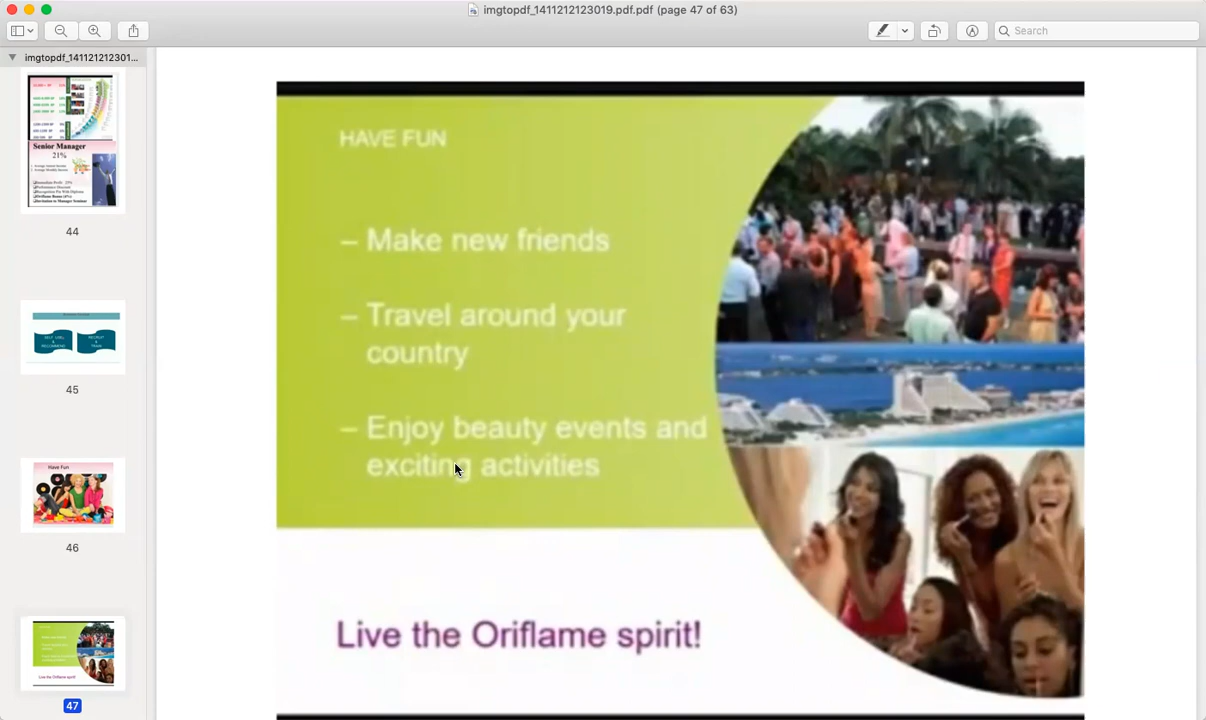 imgtopdf_1411212123019.pdf.pdf (page 47 of 63)
Search
imgtopdf_141121212301...
Senior Manager
21%
44
45
Have Fun
46
47
HAVE FUN
– Make new friends
– Travel around your
country
– Enjoy beauty events and
exciting activities
Live the Oriflame spirit!